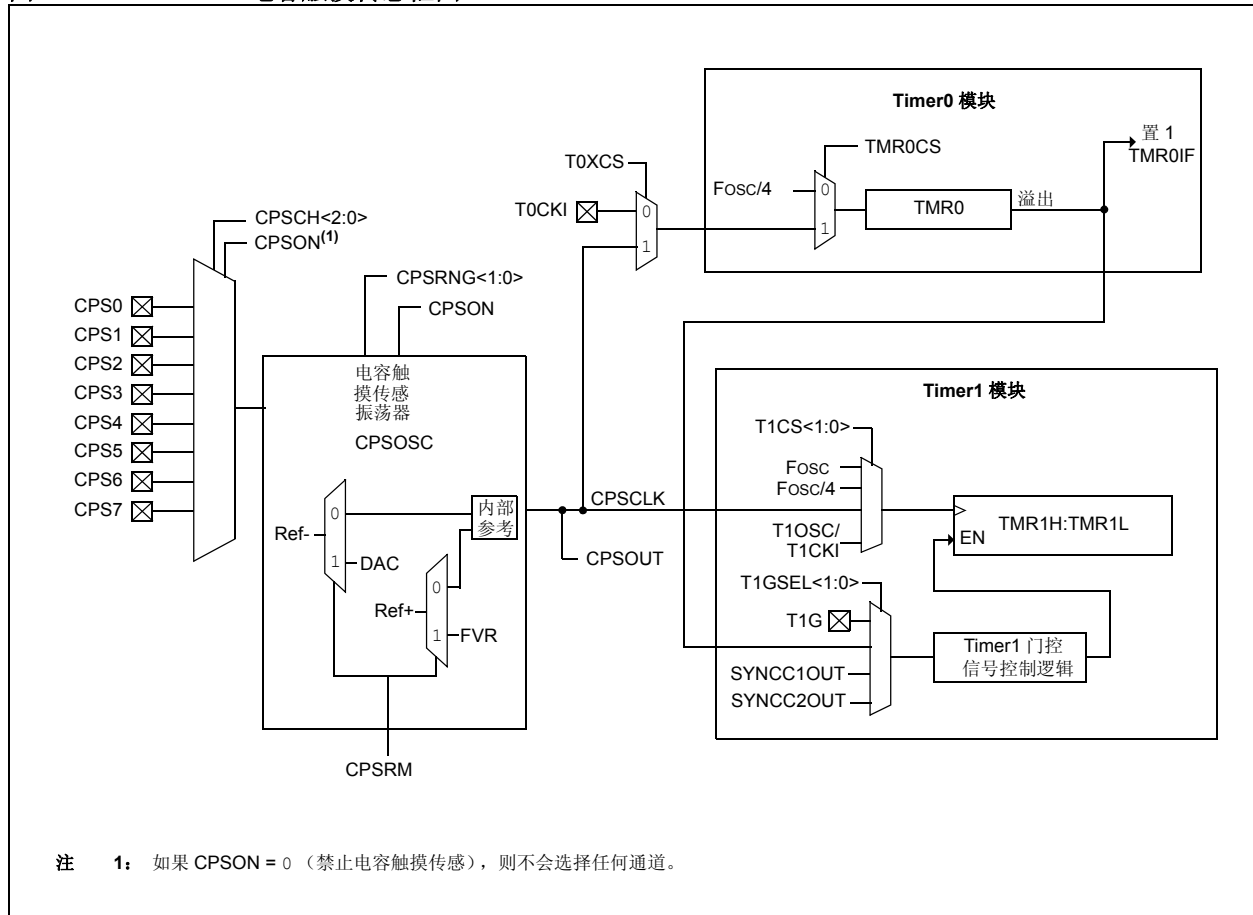 Timer0 模块
TMR0CS
FOSC/4
0
1
TMR0
溢出
置 1
TMR0IF
T0XCS
T0CKI
0
1
CPSCH<2:0>
CPSON(1)
CPS0
CPS1
CPS2
CPS3
CPS4
CPS5
CPS6
CPS7
CPSRNG<1:0>
CPSON
电容触
摸传感
振荡器
CPSOSC
Ref-
0
1
DAC
Ref+
0
1
FVR
内部
参考
CPSRM
CPSCLK
CPSOUT
Timer1 模块
T1CS<1:0>
FOSC
FOSC/4
T1OSC/
T1CKI
EN
TMR1H:TMR1L
T1GSEL<1:0>
T1G
SYNCC1OUT
SYNCC2OUT
Timer1 门控
信号控制逻辑
注 1: 如果 CPSON = 0 （禁止电容触摸传感），则不会选择任何通道。